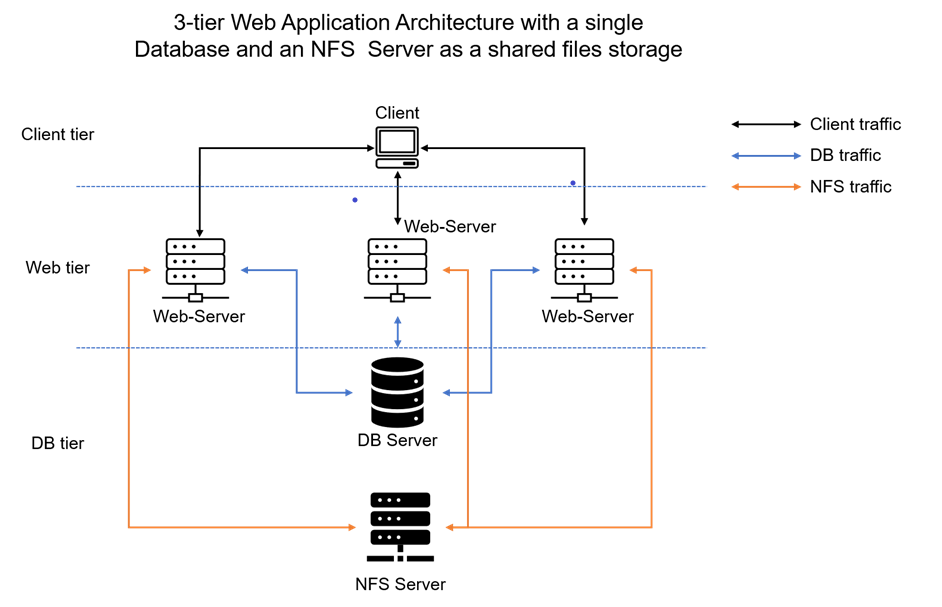 3-tier Web Application Architecture with a single
Database and an NFS Server as a shared files storage
Client
Client tier
Client traffic
DB traffic
NFS traffic
Web-Server
Web tier
Web-Server
Web-Server
DB Server
DB tier
NFS Server